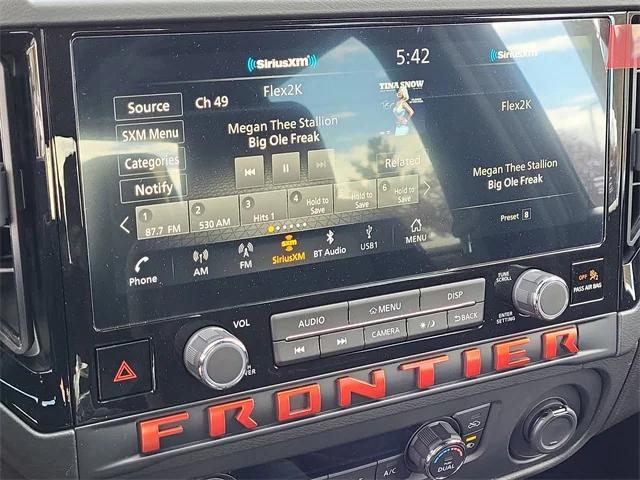 SiriusXM 5:42 SiriusXM
Flex2K
Source Ch 49
TINA SNOW
Flex2K
SXM Menu
Megan Thee Stallion
Big Ole Freak
Categories
Related
Megan Thee Stallion
Big Ole Freak
Notify
1 87.7 FM
2 530 AM
3 Hits 1
4 Hold to Save
5 Hold to Save
6 Hold to Save
Preset 8
Phone
AM
FM
SXM
SiriusXM
BT Audio
USB1
MENU
VOL
AUDIO
MENU
DISP
CAMERA
BACK
TUNE
SCROLL
ENTER
SETTING
OFF
PASS AIR BAG
FRONTIER
A/C
DUAL